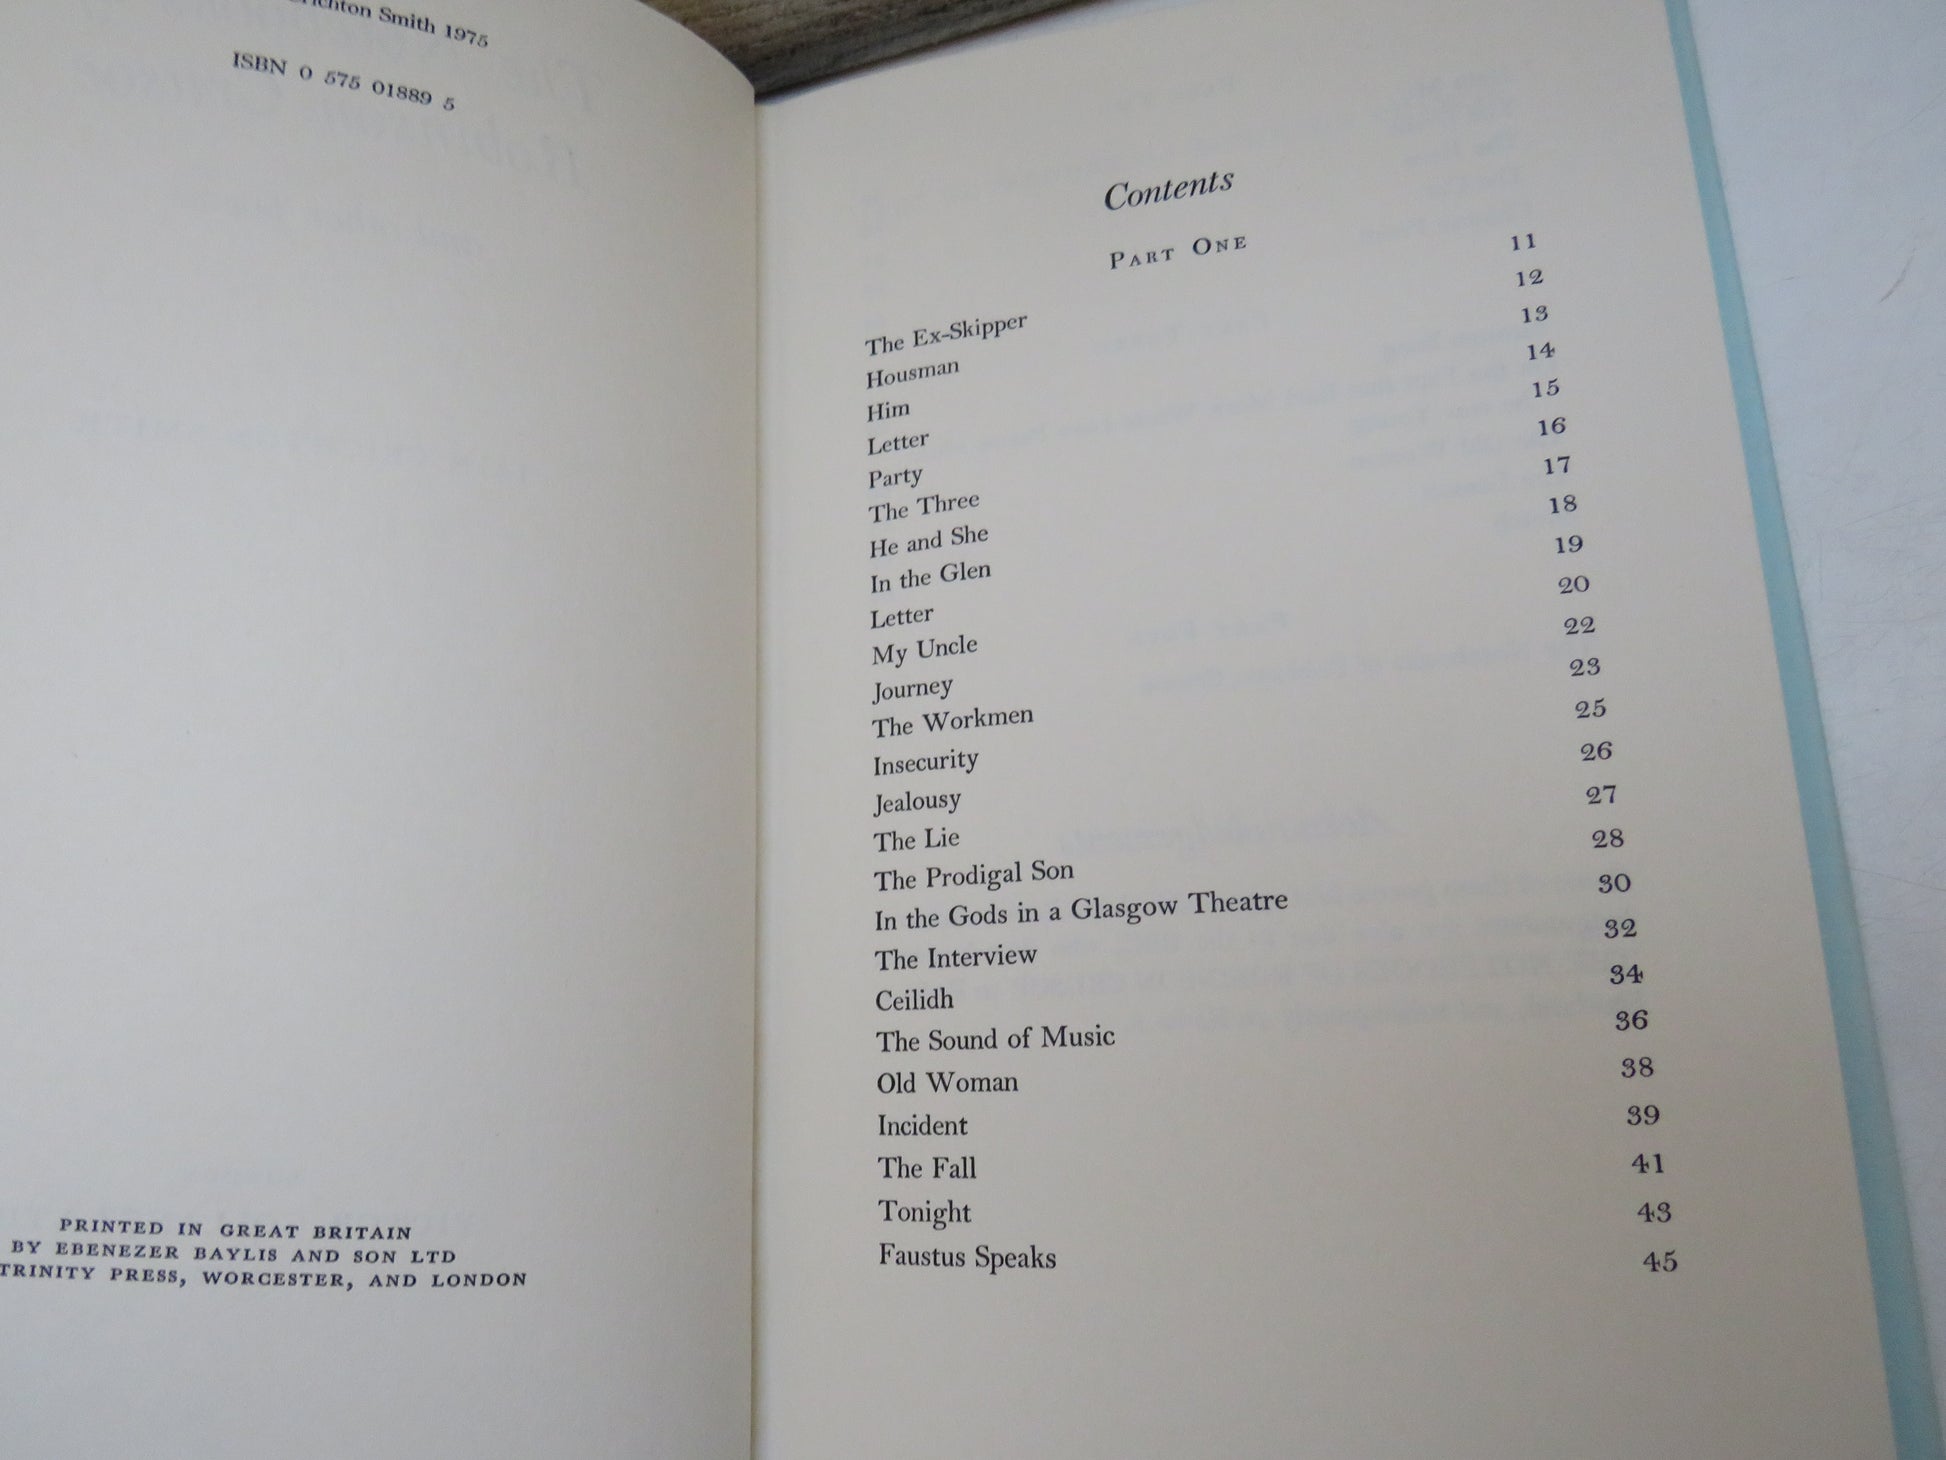 Smith 1975
ISBN 0 575 01889 5
PRINTED IN GREAT BRITAIN
BY EBENEZER BAYLIS AND SON LTD
TRINITY PRESS, WORCESTER, AND LONDON
Contents
PART ONE
The Ex-Skipper 11
Housman 12
Him 13
Letter 14
Party 15
The Three 16
He and She 17
In the Glen 18
Letter 19
My Uncle 20
Journey 22
The Workmen 23
Insecurity 25
Jealousy 26
The Lie 27
The Prodigal Son 28
In the Gods in a Glasgow Theatre 30
The Interview 32
Ceilidh 34
The Sound of Music 36
Old Woman 38
Incident 39
The Fall 41
Tonight 43
Faustus Speaks 45